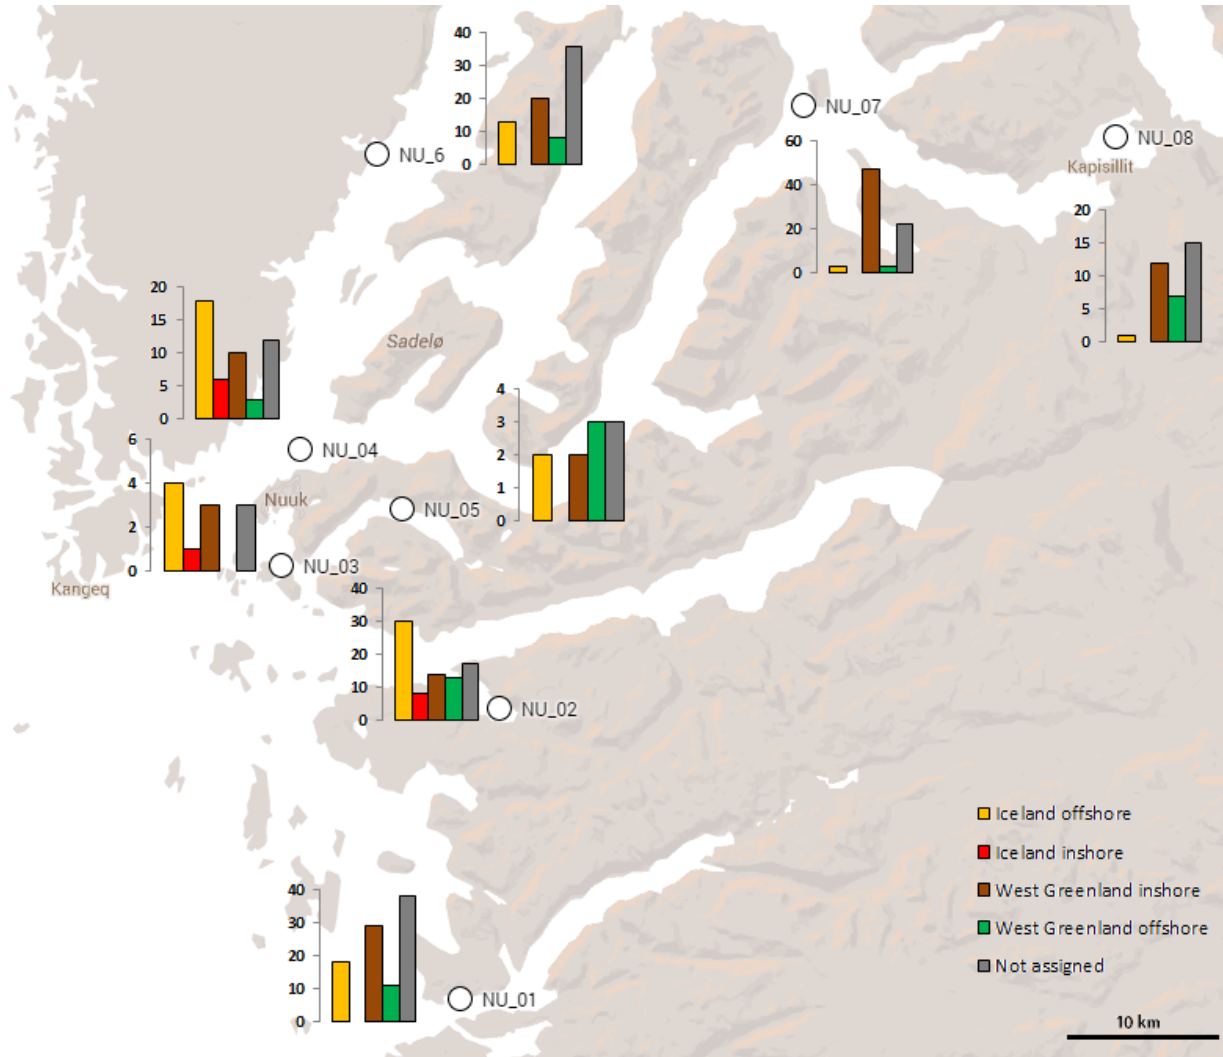 40
30
20
10
0
NU_6
NU_07
60
40
20
0
NU_08
Kapisillit
20
15
10
5
0
20
15
10
5
0
Sadelø
4
3
2
1
0
NU_04
6
4
2
0
Nuuk
NU_05
NU_03
Kangeq
40
30
20
10
0
NU_02
Iceland offshore
Iceland inshore
West Greenland inshore
West Greenland offshore
Not assigned
40
30
20
10
0
NU_01
10 km